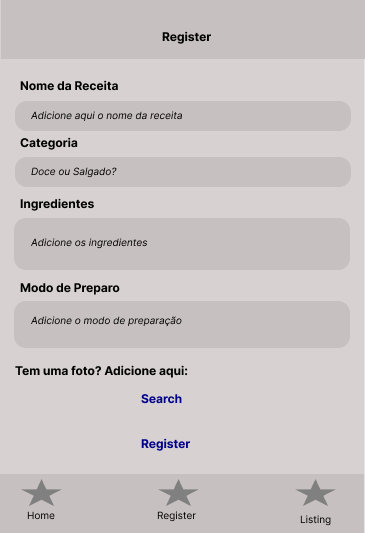 Register
Nome da Receita
Adicione aqui o nome da receita
Categoria
Doce ou Salgado?
Ingredientes
Adicione os ingredientes
Modo de Preparo
Adicione o modo de preparação
Tem uma foto? Adicione aqui:
Search
Register
Home
Register
Listing